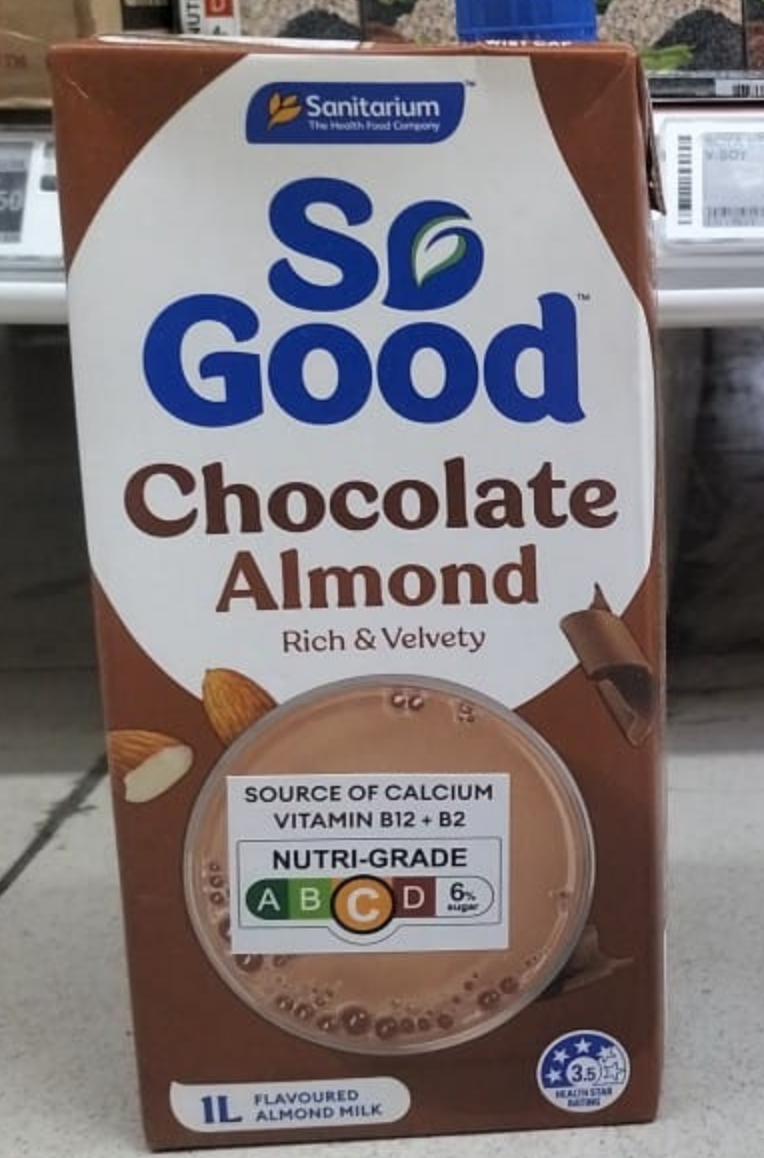 Sanitarium
The Health Food Company
So
Good
Chocolate
Almond
Rich & Velvety
SOURCE OF CALCIUM
VITAMIN B12 + B2
NUTRI-GRADE
A B C D 6% sugar
3.5
HEALTH STAR
RATING
1L FLAVOURED
ALMOND MILK